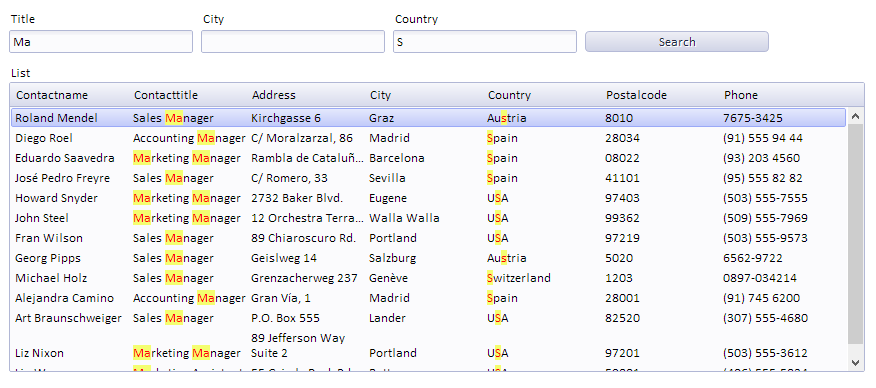 Title City Country
Ma S Search
List
Contactname Contacttitle Address City Country Postalcode Phone
Roland Mendel Sales Manager Kirchgasse 6 Graz Austria 8010 7675-3425
Diego Roel Accounting Manager C/ Moralzarzal, 86 Madrid Spain 28034 (91) 555 94 44
Eduardo Saavedra Marketing Manager Rambla de Cataluñ... Barcelona Spain 08022 (93) 203 4560
José Pedro Freyre Sales Manager C/ Romero, 33 Sevilla Spain 41101 (95) 555 82 82
Howard Snyder Marketing Manager 2732 Baker Blvd. Eugene USA 97403 (503) 555-7555
John Steel Marketing Manager 12 Orchestra Terra... Walla Walla USA 99362 (509) 555-7969
Fran Wilson Sales Manager 89 Chiaroscuro Rd. Portland USA 97219 (503) 555-9573
Georg Pipps Sales Manager Geislweg 14 Salzburg Austria 5020 6562-9722
Michael Holz Sales Manager Grenzacherweg 237 Genève Switzerland 1203 0897-034214
Alejandra Camino Accounting Manager Gran Vía, 1 Madrid Spain 28001 (91) 745 6200
Art Braunschweiger Sales Manager P.O. Box 555 Lander USA 82520 (307) 555-4680
89 Jefferson Way
Liz Nixon Marketing Manager Suite 2 Portland USA 97201 (503) 555-3612